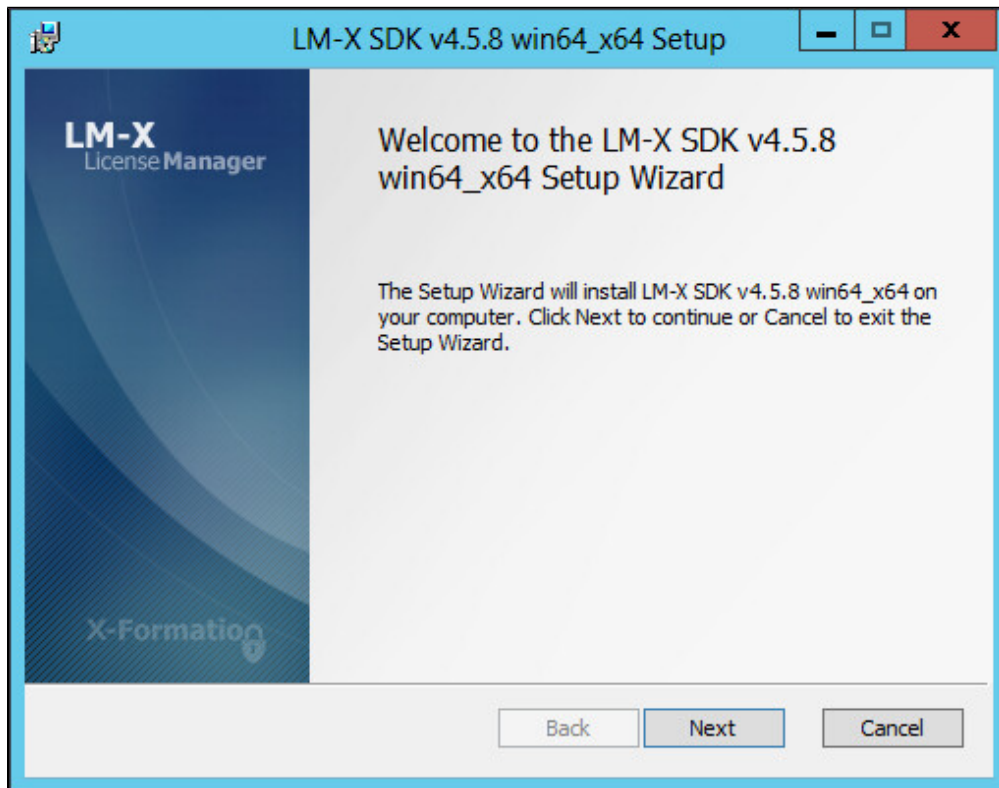 LM-X SDK v4.5.8 win64_x64 Setup
LM-X
License Manager
Welcome to the LM-X SDK v4.5.8
win64_x64 Setup Wizard
The Setup Wizard will install LM-X SDK v4.5.8 win64_x64 on
your computer. Click Next to continue or Cancel to exit the
Setup Wizard.
X-Formation
Back Next Cancel